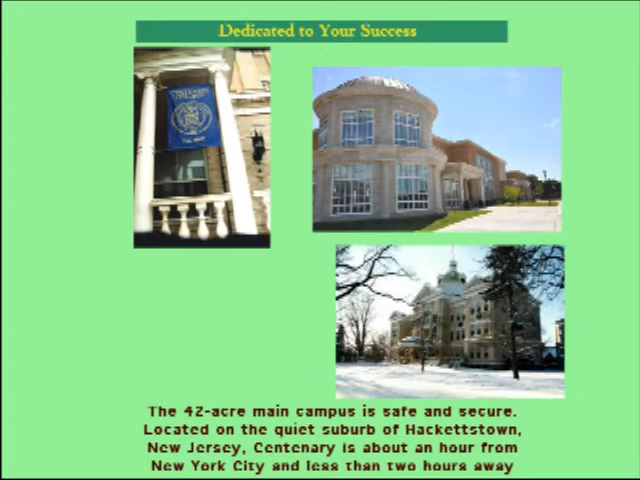 Dedicated to Your Success
The 42-acre main campus is safe and secure.
Located on the quiet suburb of Hackettstown,
New Jersey, Centenary is about an hour from
New York City and less than two hours away